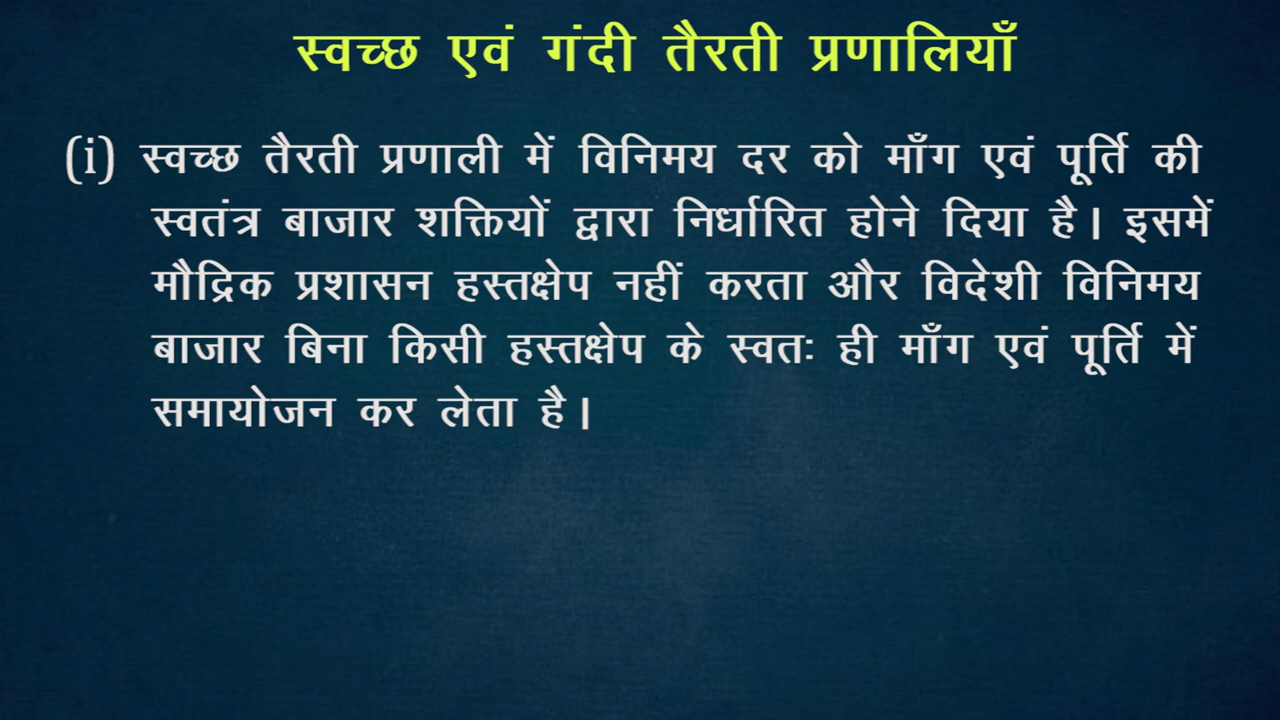 स्वच्छ एवं गंदी तैरती प्रणालियाँ
(i) स्वच्छ तैरती प्रणाली में विनिमय दर को माँग एवं पूर्ति की
स्वतंत्र बाजार शक्तियों द्वारा निर्धारित होने दिया है। इसमें
मौद्रिक प्रशासन हस्तक्षेप नहीं करता और विदेशी विनिमय
बाजार बिना किसी हस्तक्षेप के स्वतः ही माँग एवं पूर्ति में
समायोजन कर लेता है।